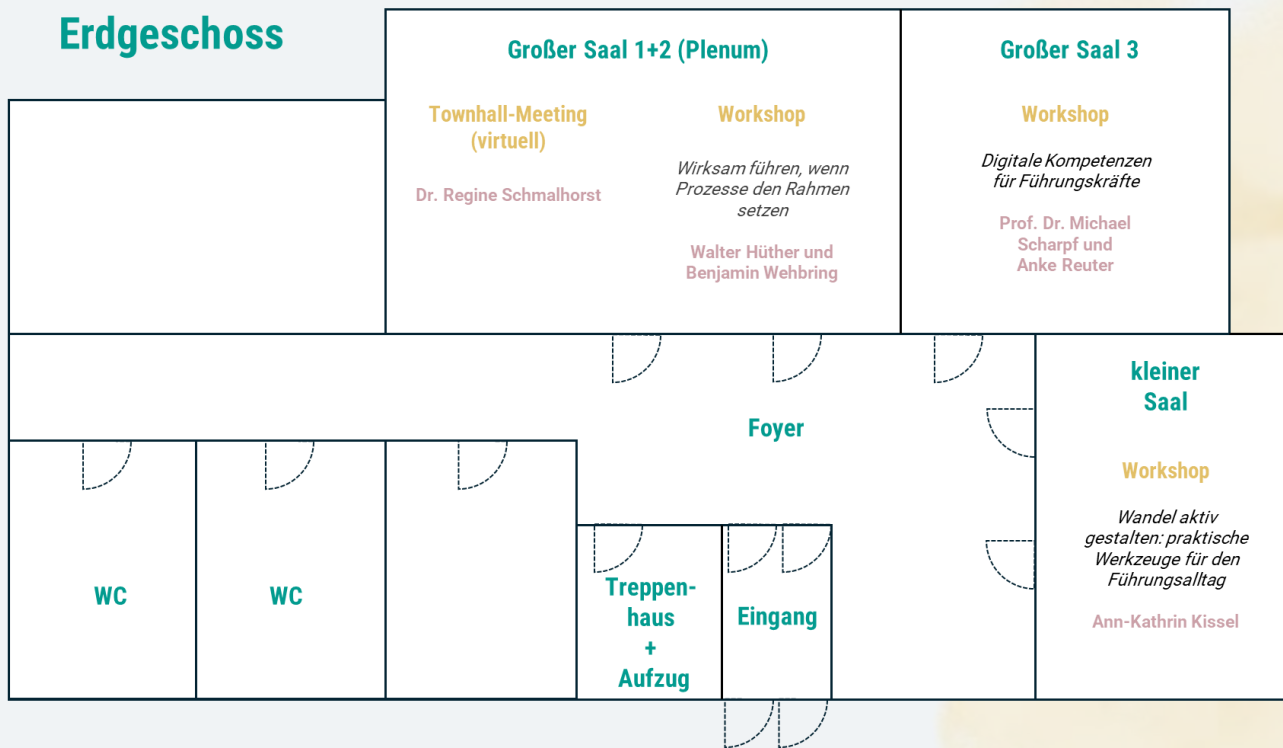 Erdgeschoss
Großer Saal 1+2 (Plenum)
Townhall-Meeting
(virtuell)
Dr. Regine Schmalhorst
Workshop
Wirksam führen, wenn
Prozesse den Rahmen
setzen
Walter Hüther und
Benjamin Wehbring
Großer Saal 3
Workshop
Digitale Kompetenzen
für Führungskräfte
Prof. Dr. Michael
Scharpf und
Anke Reuter
Foyer
kleiner
Saal
Workshop
Wandel aktiv
gestalten: praktische
Werkzeuge für den
Führungsalltag
Ann-Kathrin Kissel
WC
WC
Treppen-
haus
+
Aufzug
Eingang